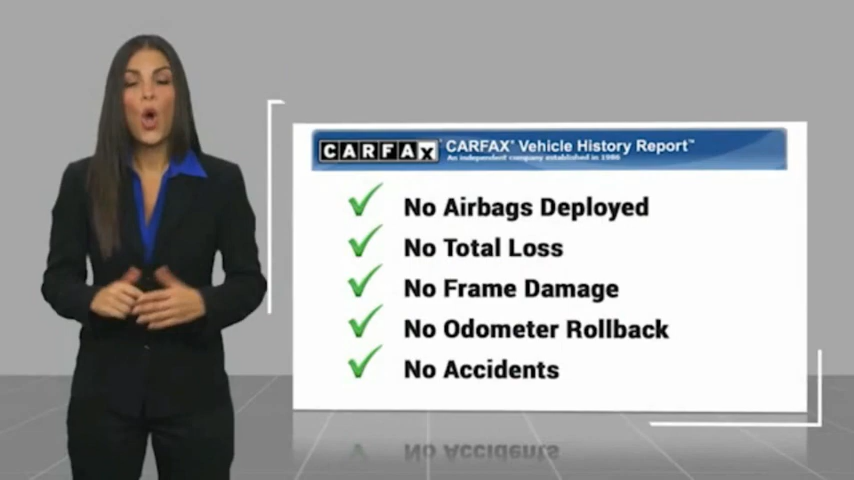 CARFAX CARFAX® Vehicle History Report™
An independent company established in 1986
No Airbags Deployed
No Total Loss
No Frame Damage
No Odometer Rollback
No Accidents